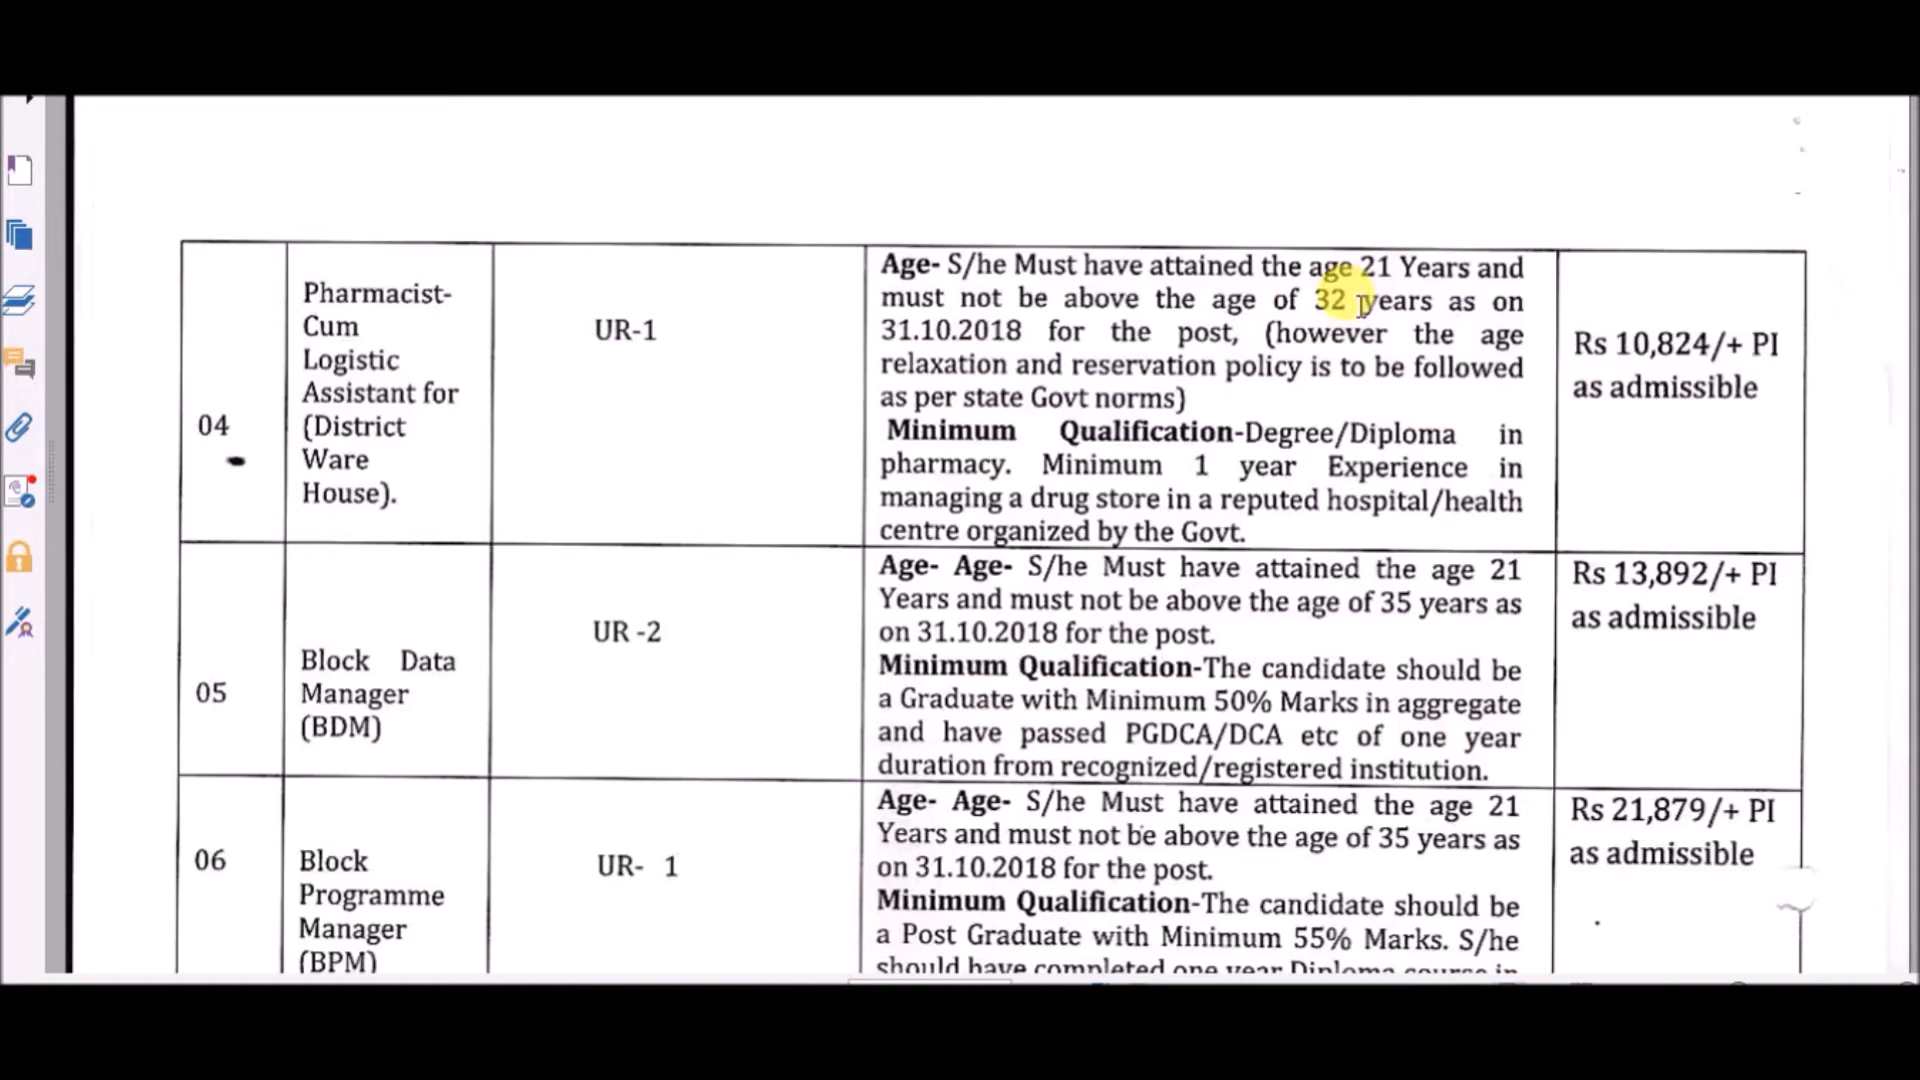 04
Pharmacist-
Cum
Logistic
Assistant for
(District
Ware
House).
UR-1
Age- S/he Must have attained the age 21 Years and
must not be above the age of 32 years as on
31.10.2018 for the post, (however the age
relaxation and reservation policy is to be followed
as per state Govt norms)
Minimum Qualification-Degree/Diploma in
pharmacy. Minimum 1 year Experience in
managing a drug store in a reputed hospital/health
centre organized by the Govt.
Rs 10,824/+ PI
as admissible
05
Block Data
Manager
(BDM)
UR -2
Age- Age- S/he Must have attained the age 21
Years and must not be above the age of 35 years as
on 31.10.2018 for the post.
Minimum Qualification-The candidate should be
a Graduate with Minimum 50% Marks in aggregate
and have passed PGDCA/DCA etc of one year
duration from recognized/registered institution.
Rs 13,892/+ PI
as admissible
06
Block
Programme
Manager
(BPM)
UR- 1
Age- Age- S/he Must have attained the age 21
Years and must not be above the age of 35 years as
on 31.10.2018 for the post.
Minimum Qualification-The candidate should be
a Post Graduate with Minimum 55% Marks. S/he
should have completed one year Diploma course in
Rs 21,879/+ PI
as admissible